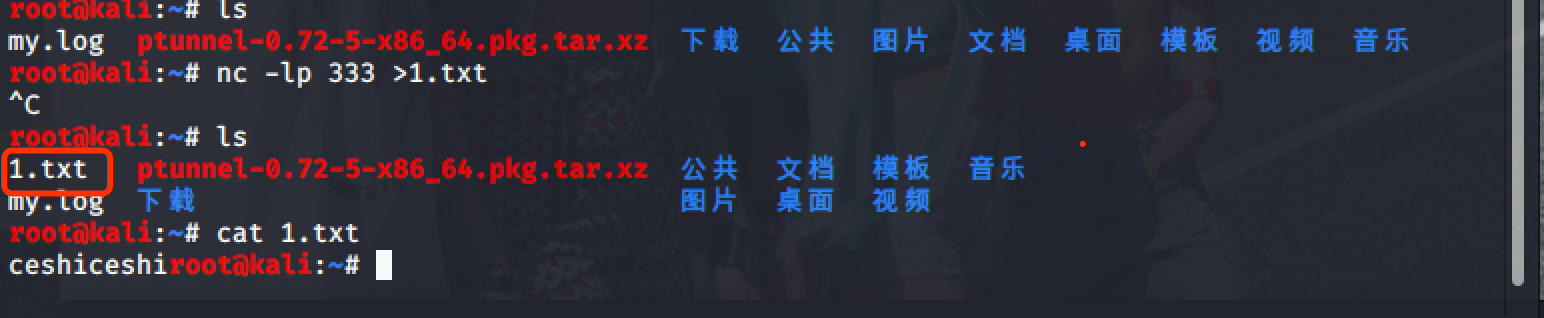 root@kali:~# ls
my.log  ptunnel-0.72-5-x86_64.pkg.tar.xz  下载  公共  图片  文档  桌面  模板  视频  音乐
root@kali:~# nc -lp 333 >1.txt
^C
root@kali:~# ls
1.txt  ptunnel-0.72-5-x86_64.pkg.tar.xz  公共  文档  模板  音乐
my.log  下载  图片  桌面  视频
root@kali:~# cat 1.txt
ceshiceshiroot@kali:~#